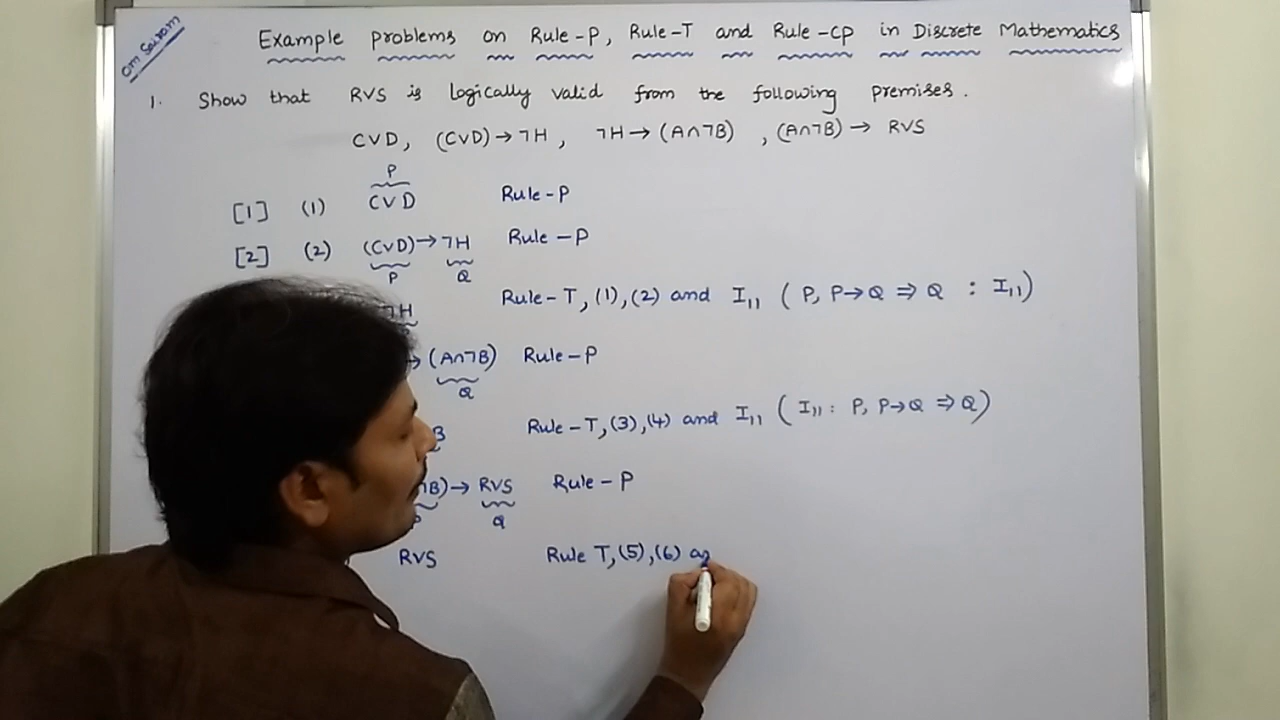 Om Sairam
Example problems on Rule-P, Rule-T and Rule-CP in Discrete Mathematics
1. Show that RVS is logically valid from the following premises.
CVD, (CVD)→¬H, ¬H→(A∩¬B), (A∩¬B)→ RVS
P
[1] (1) CVD Rule-P
[2] (2) (CVD)→¬H Rule-P
P Q
¬H Rule-T, (1), (2) and I₁₁ (P, P→Q ⇒ Q : I₁₁)
→ (A∩¬B) Rule-P
Q
B Rule-T, (3), (4) and I₁₁ (I₁₁: P, P→Q ⇒ Q)
¬B)→ RVS Rule-P
P Q
RVS Rule T, (5), (6) a